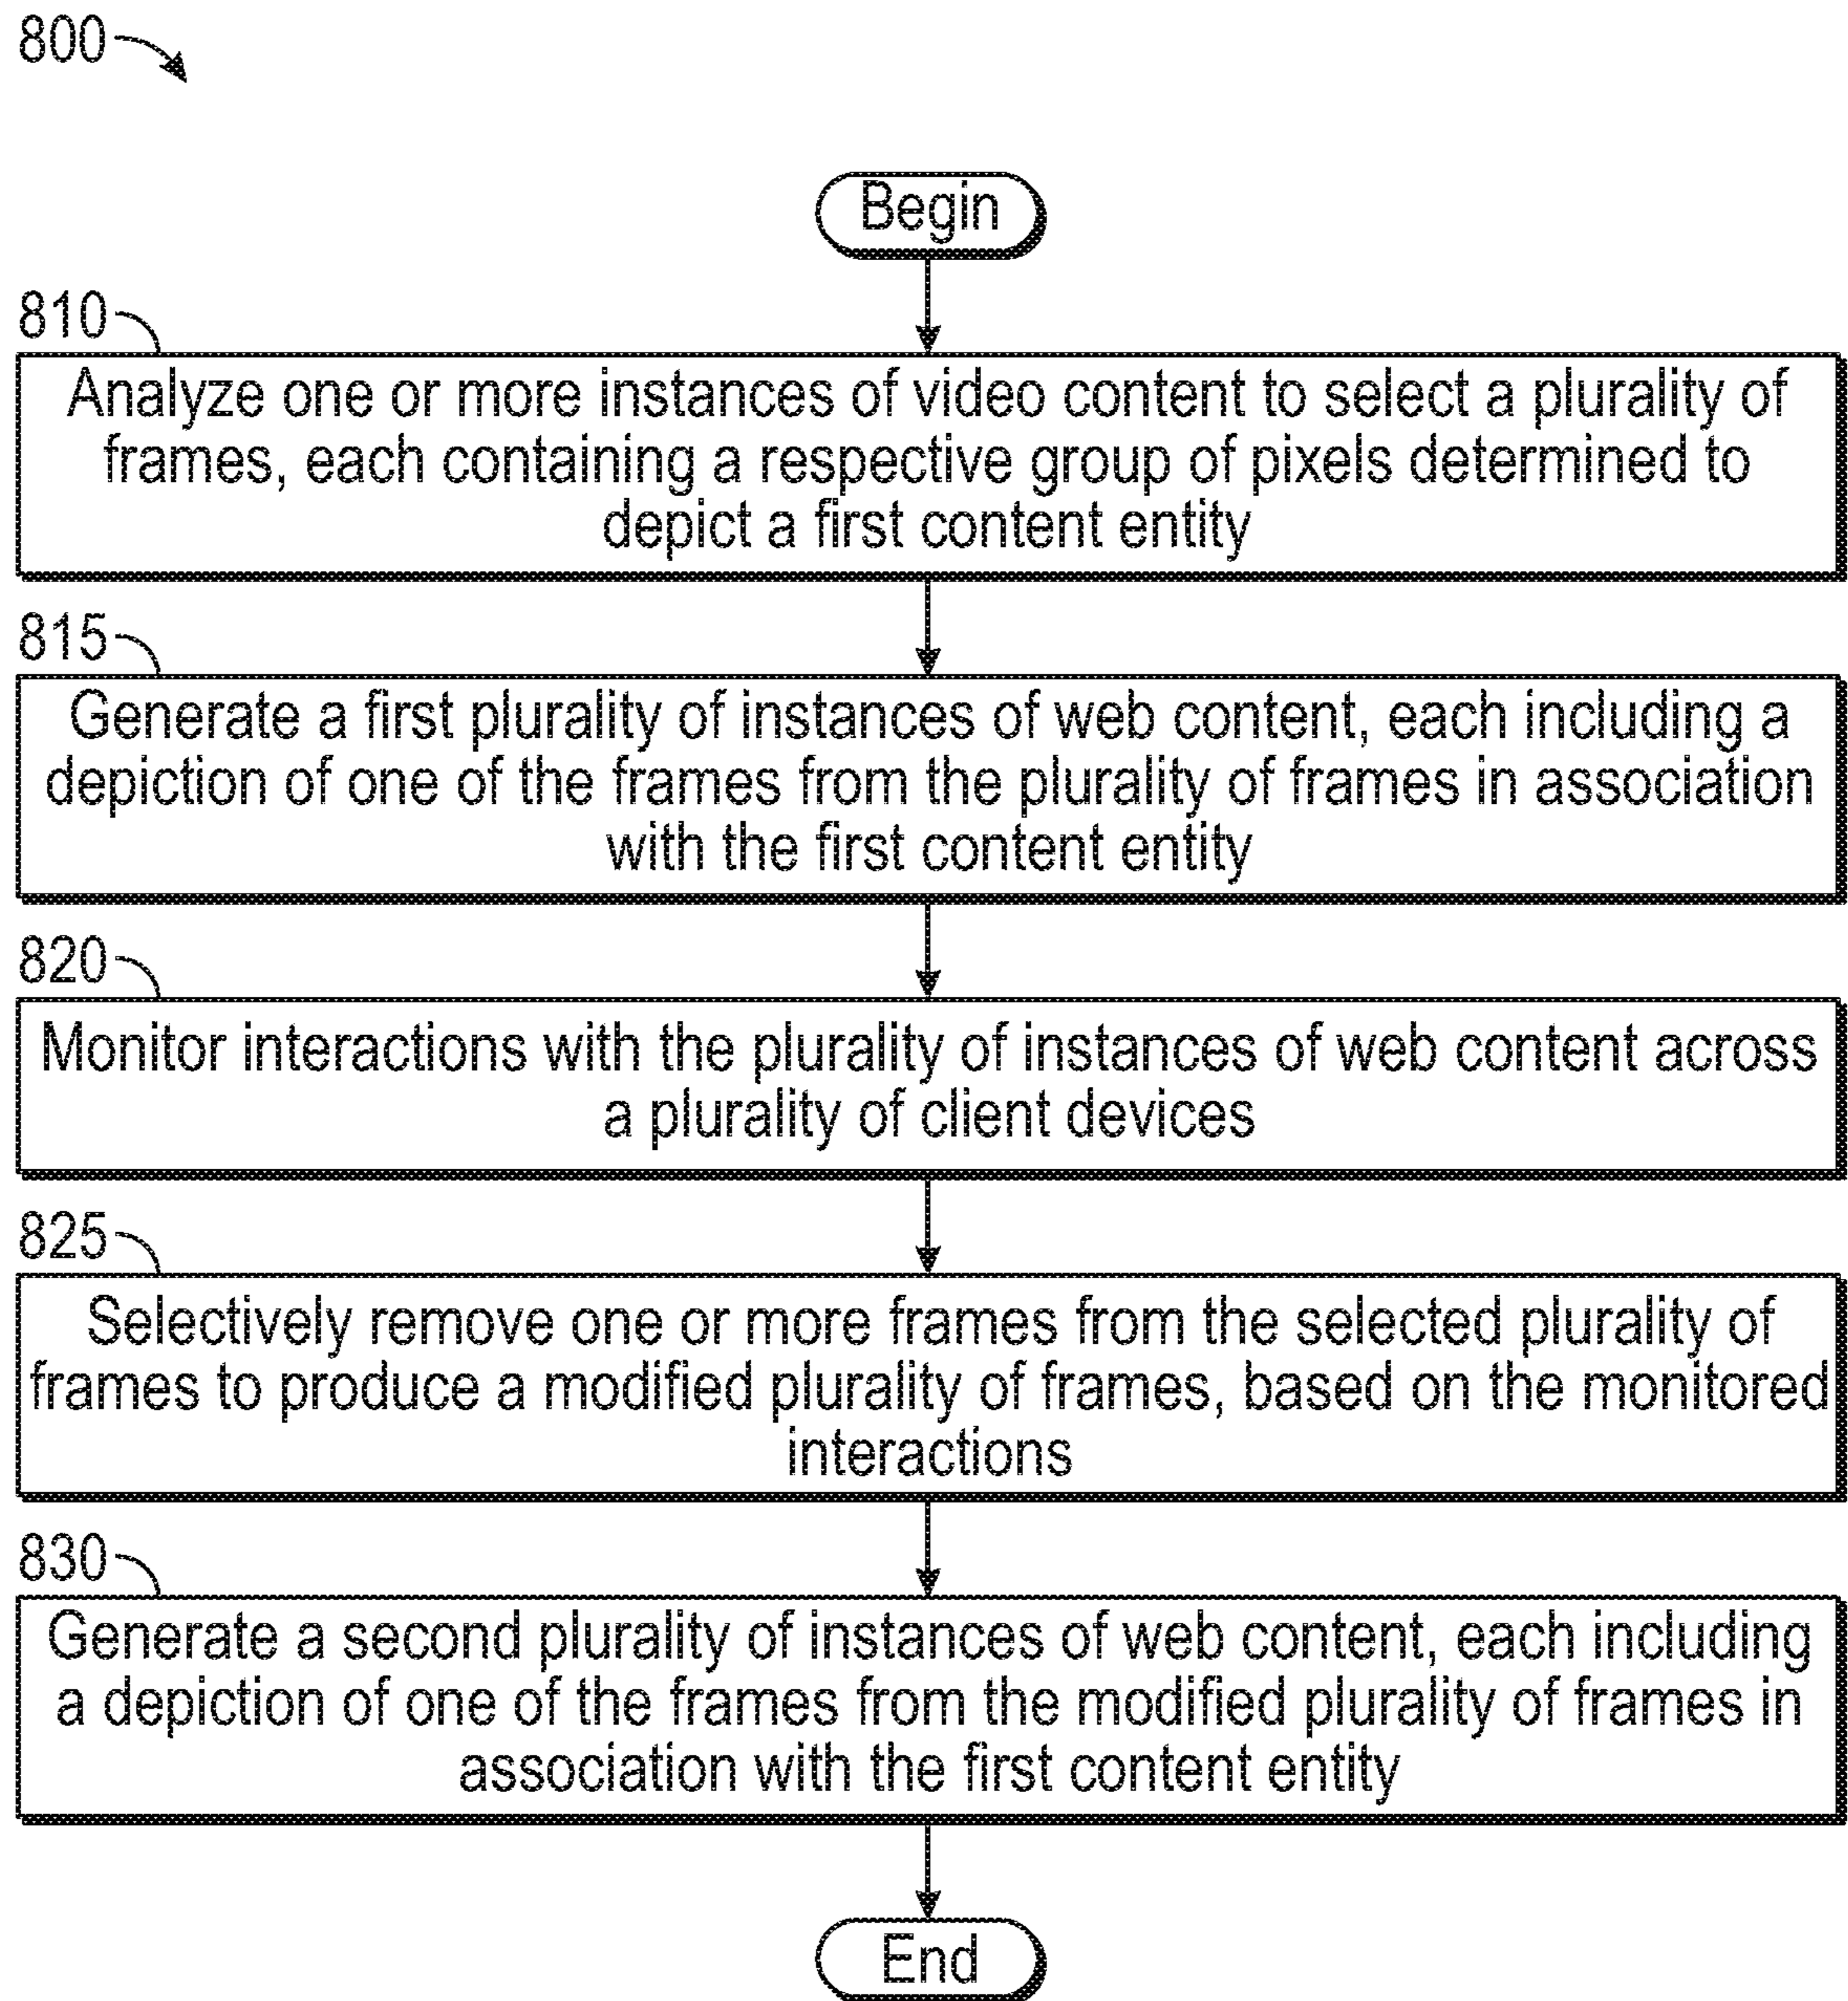 800
Begin
810
Analyze one or more instances of video content to select a plurality of
frames, each containing a respective group of pixels determined to
depict a first content entity
815
Generate a first plurality of instances of web content, each including a
depiction of one of the frames from the plurality of frames in association
with the first content entity
820
Monitor interactions with the plurality of instances of web content across
a plurality of client devices
825
Selectively remove one or more frames from the selected plurality of
frames to produce a modified plurality of frames, based on the monitored
interactions
830
Generate a second plurality of instances of web content, each including
a depiction of one of the frames from the modified plurality of frames in
association with the first content entity
End